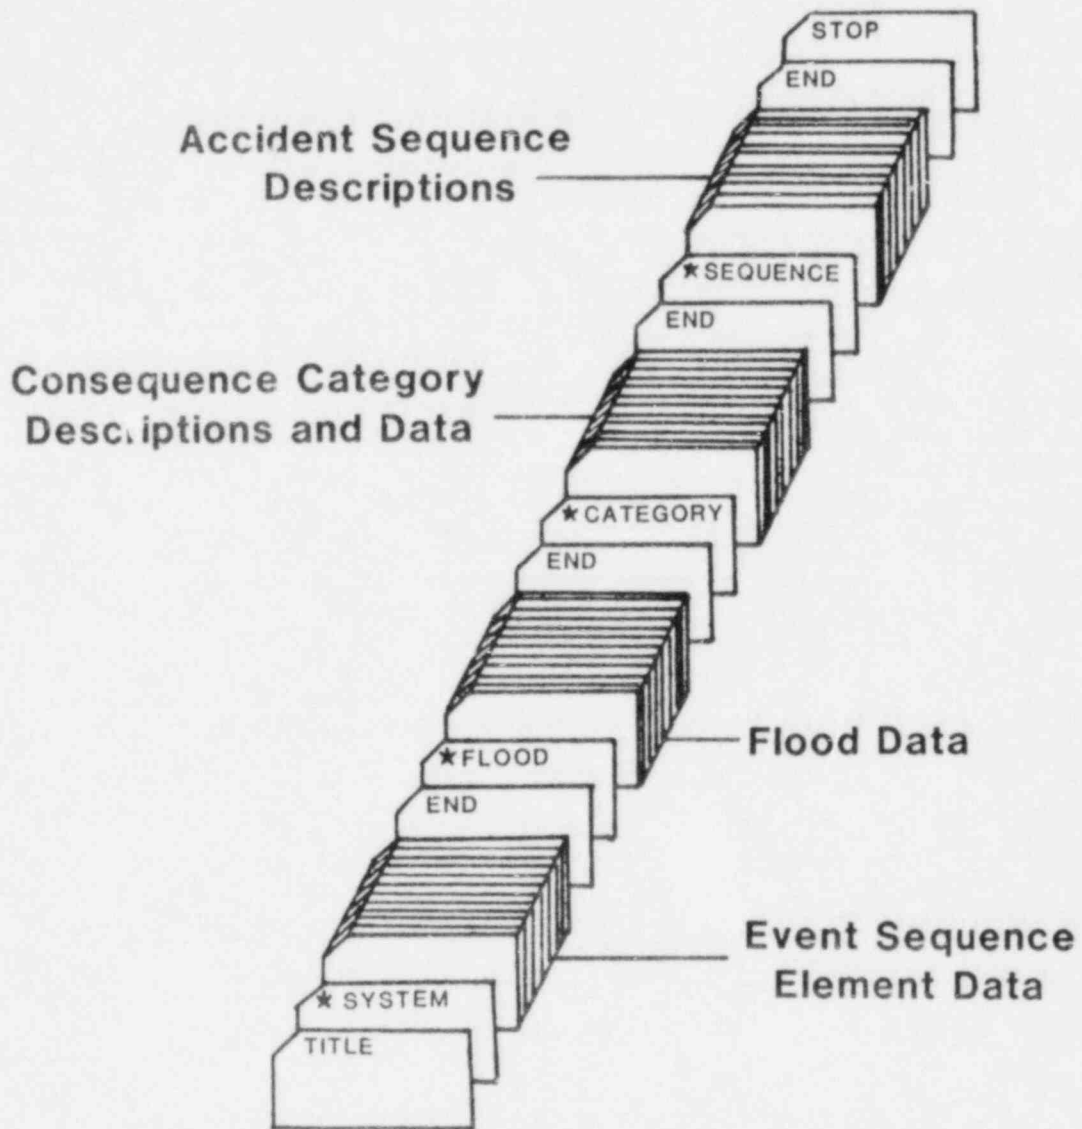 STOP
END
Accident Sequence
Descriptions
★SEQUENCE
END
Consequence Category
Descriptions and Data
★CATEGORY
END
Flood Data
★FLOOD
END
Event Sequence
Element Data
★ SYSTEM
TITLE